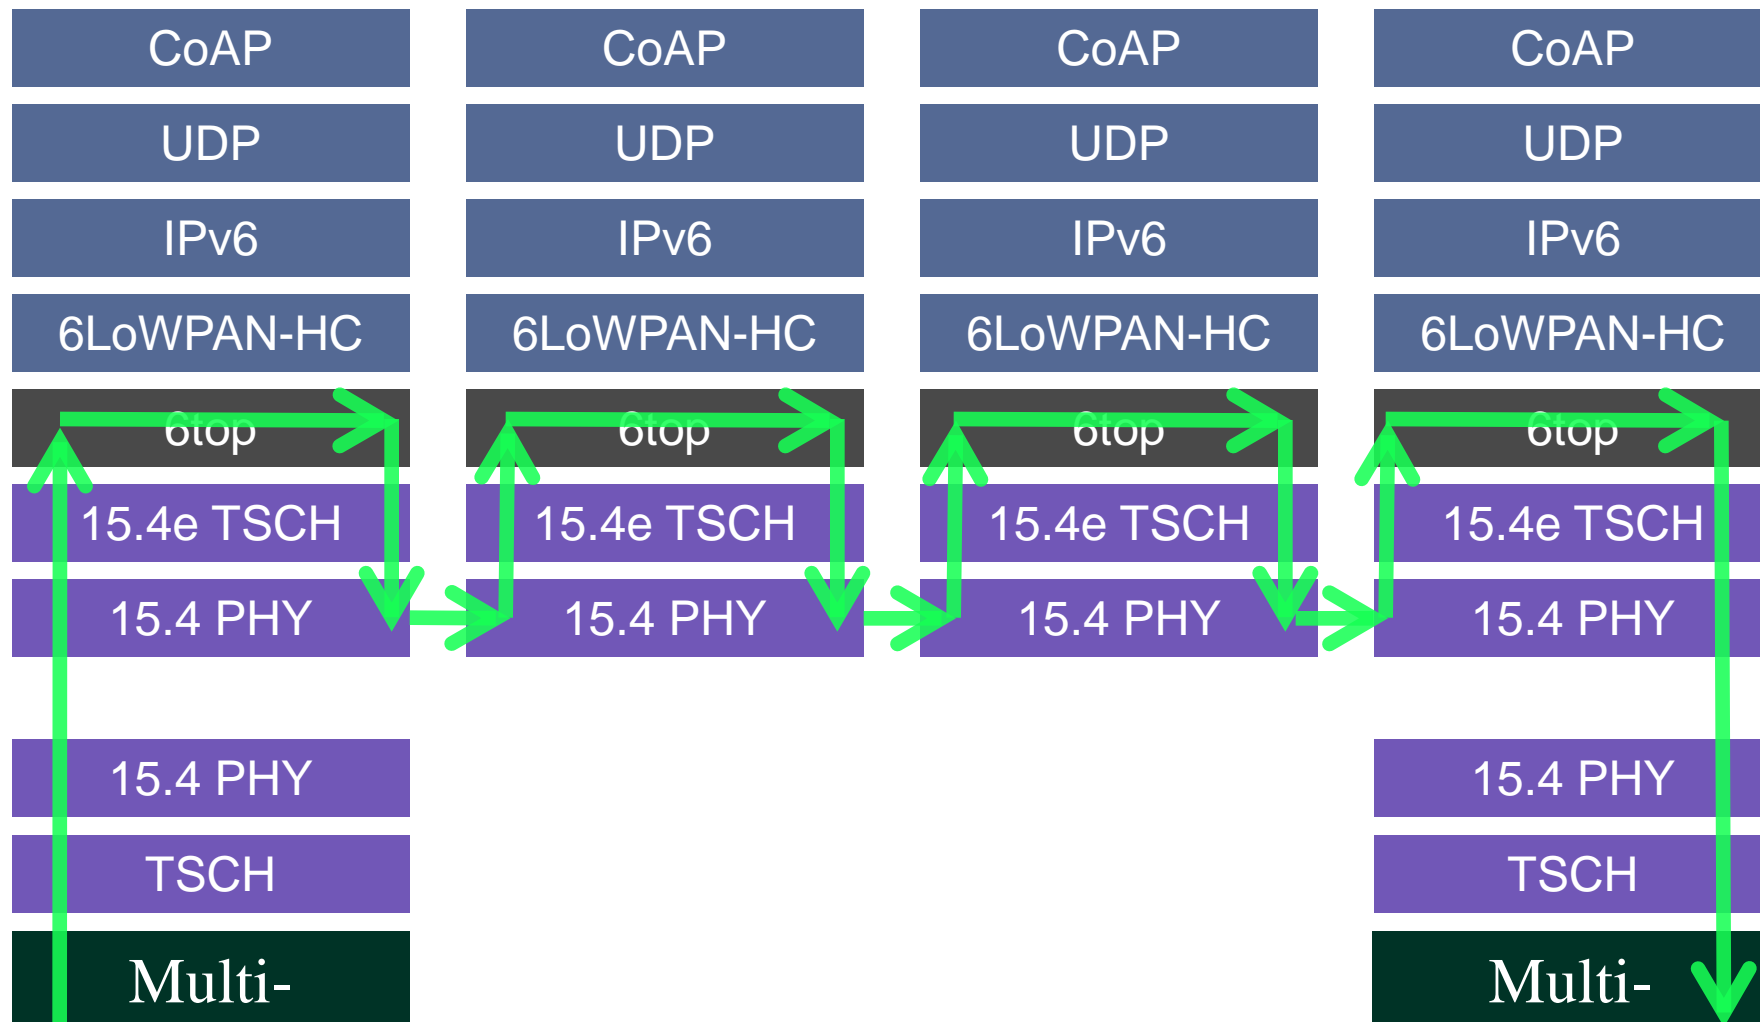 CoAP CoAP CoAP CoAP
UDP UDP UDP UDP
IPv6 IPv6 IPv6 IPv6
6LoWPAN-HC 6LoWPAN-HC 6LoWPAN-HC 6LoWPAN-HC
6top 6top 6top 6top
15.4e TSCH 15.4e TSCH 15.4e TSCH 15.4e TSCH
15.4 PHY 15.4 PHY 15.4 PHY 15.4 PHY
15.4 PHY 15.4 PHY
TSCH TSCH
Multi- Multi-